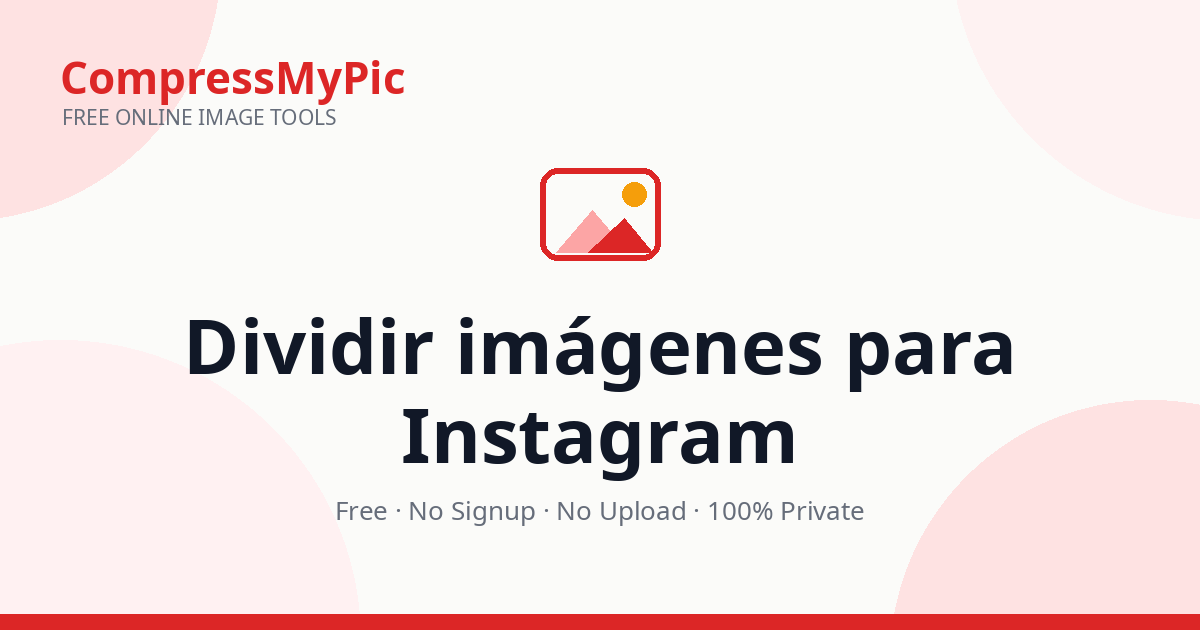 CompressMyPic
FREE ONLINE IMAGE TOOLS
Dividir imágenes para
Instagram
Free · No Signup · No Upload · 100% Private